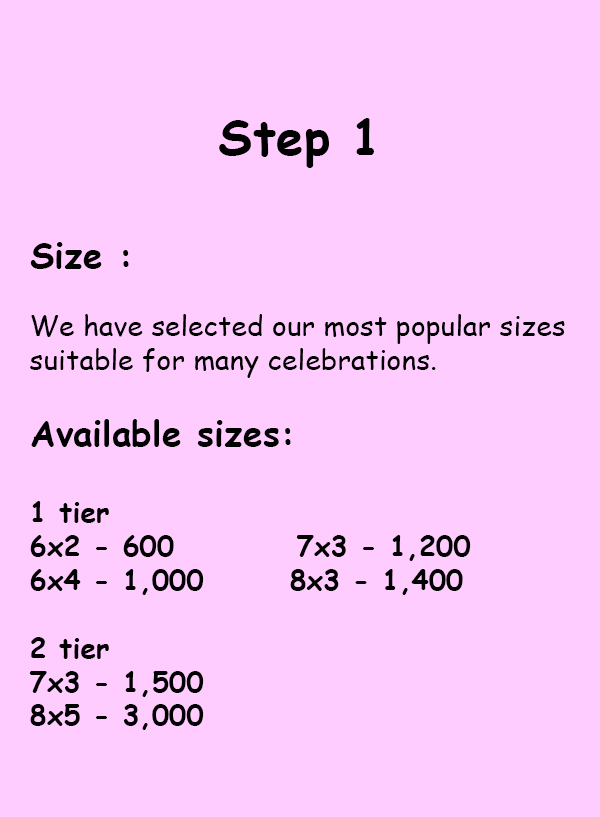 Step 1
Size :
We have selected our most popular sizes
suitable for many celebrations.
Available sizes:
1 tier
6x2 - 600 7x3 - 1,200
6x4 - 1,000 8x3 - 1,400
2 tier
7x3 - 1,500
8x5 - 3,000